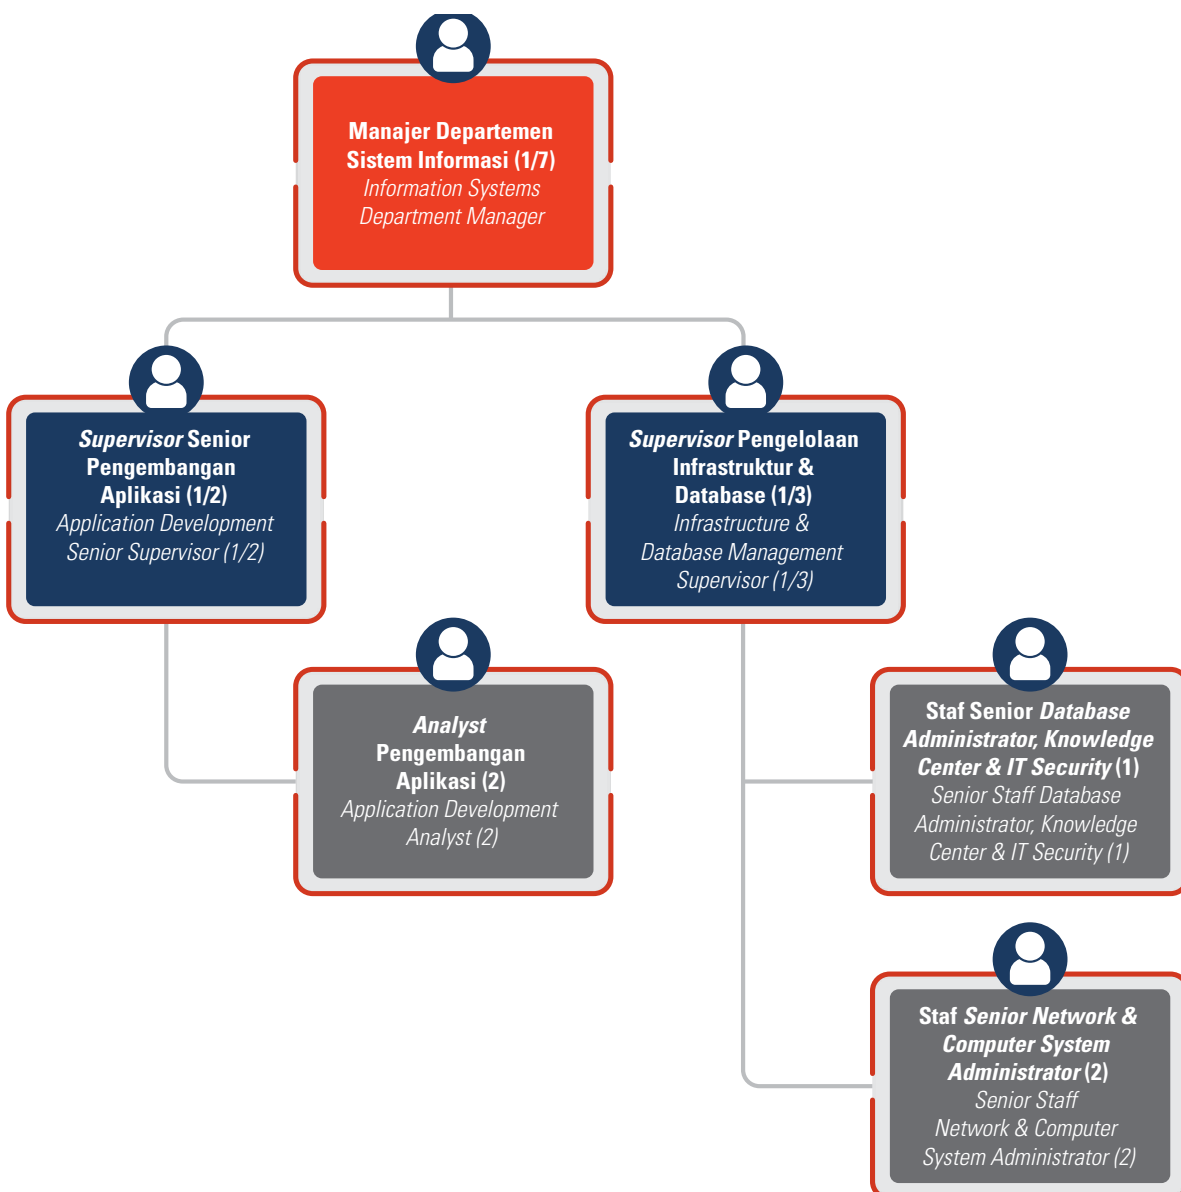 Manajer Departemen
Sistem Informasi (1/7)
Information Systems
Department Manager
Supervisor Senior
Pengembangan
Aplikasi (1/2)
Application Development
Senior Supervisor (1/2)
Supervisor Pengelolaan
Infrastruktur &
Database (1/3)
Infrastructure &
Database Management
Supervisor (1/3)
Analyst
Pengembangan
Aplikasi (2)
Application Development
Analyst (2)
Staf Senior Database
Administrator, Knowledge
Center & IT Security (1)
Senior Staff Database
Administrator, Knowledge
Center & IT Security (1)
Staf Senior Network &
Computer System
Administrator (2)
Senior Staff
Network & Computer
System Administrator (2)